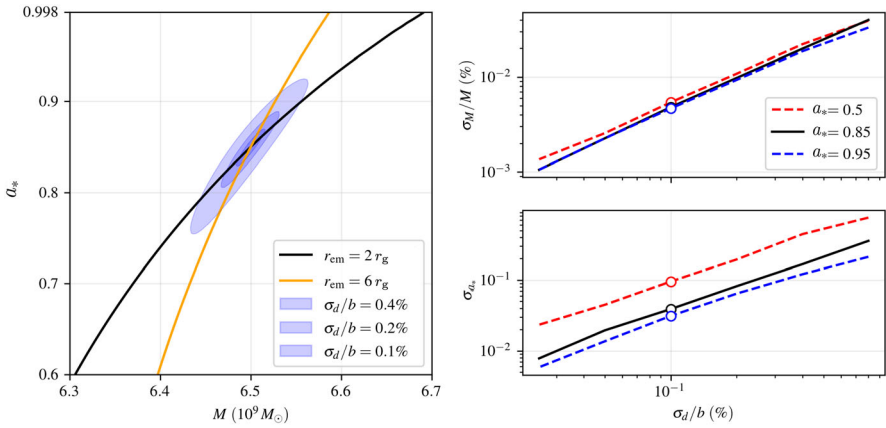 0.998
0.9
0.8
0.7
0.6
a*
6.3
6.4
6.5
6.6
6.7
M (10⁹ M☉)
r_em = 2 r_g
r_em = 6 r_g
σ_d/b = 0.4%
σ_d/b = 0.2%
σ_d/b = 0.1%
10⁻²
10⁻³
σ_M/M (%)
a* = 0.5
a* = 0.85
a* = 0.95
10⁻¹
10⁻²
σ_a*
10⁻¹
σ_d/b (%)